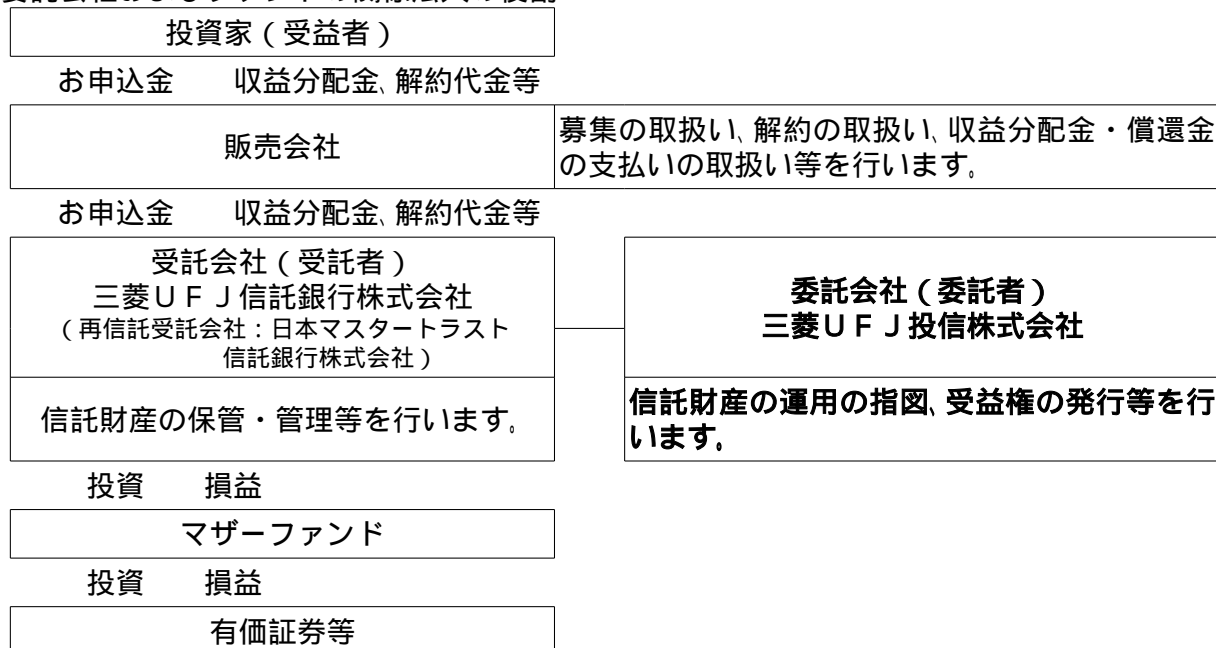 投資家（受益者）
お申込金　　収益分配金、解約代金等
販売会社
募集の取扱い、解約の取扱い、収益分配金・償還金
の支払いの取扱い等を行います。
お申込金　　収益分配金、解約代金等
受託会社（受託者）
三菱ＵＦＪ信託銀行株式会社
（再信託受託会社：日本マスタートラスト
信託銀行株式会社）
委託会社（委託者）
三菱ＵＦＪ投信株式会社
信託財産の保管・管理等を行います。
信託財産の運用の指図、受益権の発行等を行
います。
投資　　損益
マザーファンド
投資　　損益
有価証券等